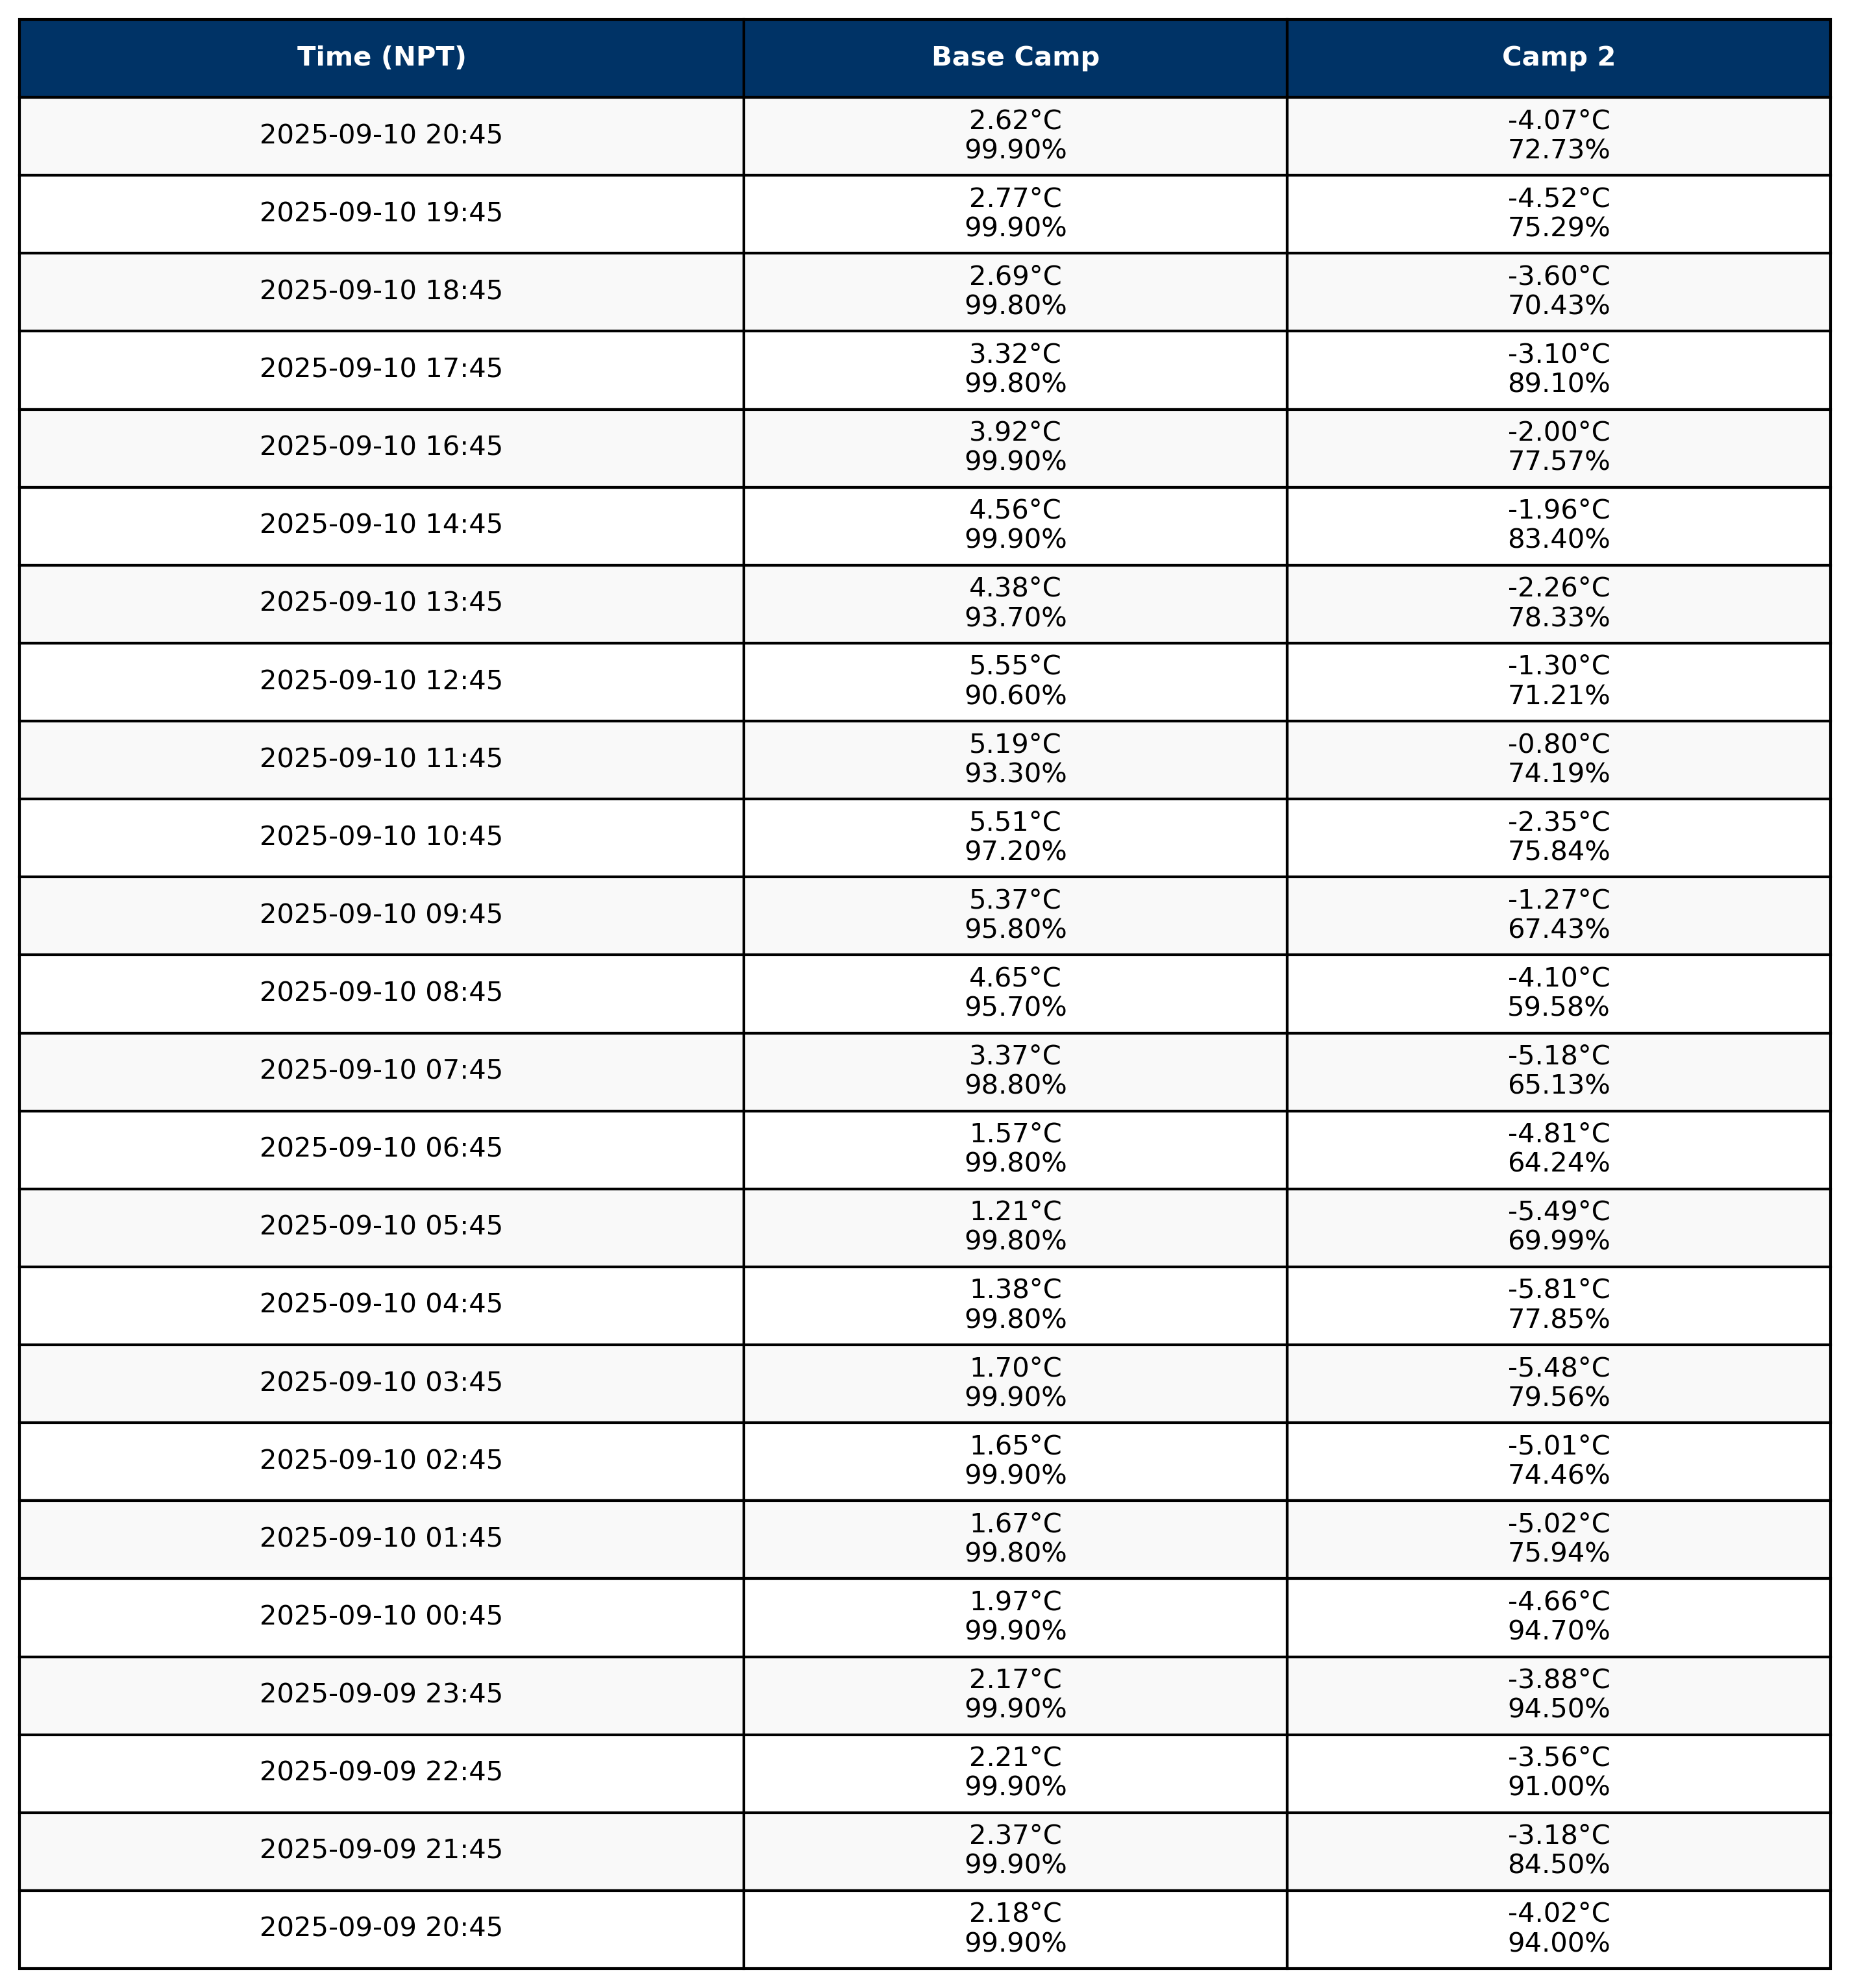 Time (NPT) Base Camp Camp 2
2025-09-10 20:45 2.62°C -4.07°C
99.90% 72.73%
2025-09-10 19:45 2.77°C -4.52°C
99.90% 75.29%
2025-09-10 18:45 2.69°C -3.60°C
99.80% 70.43%
2025-09-10 17:45 3.32°C -3.10°C
99.80% 89.10%
2025-09-10 16:45 3.92°C -2.00°C
99.90% 77.57%
2025-09-10 14:45 4.56°C -1.96°C
99.90% 83.40%
2025-09-10 13:45 4.38°C -2.26°C
93.70% 78.33%
2025-09-10 12:45 5.55°C -1.30°C
90.60% 71.21%
2025-09-10 11:45 5.19°C -0.80°C
93.30% 74.19%
2025-09-10 10:45 5.51°C -2.35°C
97.20% 75.84%
2025-09-10 09:45 5.37°C -1.27°C
95.80% 67.43%
2025-09-10 08:45 4.65°C -4.10°C
95.70% 59.58%
2025-09-10 07:45 3.37°C -5.18°C
98.80% 65.13%
2025-09-10 06:45 1.57°C -4.81°C
99.80% 64.24%
2025-09-10 05:45 1.21°C -5.49°C
99.80% 69.99%
2025-09-10 04:45 1.38°C -5.81°C
99.80% 77.85%
2025-09-10 03:45 1.70°C -5.48°C
99.90% 79.56%
2025-09-10 02:45 1.65°C -5.01°C
99.90% 74.46%
2025-09-10 01:45 1.67°C -5.02°C
99.80% 75.94%
2025-09-10 00:45 1.97°C -4.66°C
99.90% 94.70%
2025-09-09 23:45 2.17°C -3.88°C
99.90% 94.50%
2025-09-09 22:45 2.21°C -3.56°C
99.90% 91.00%
2025-09-09 21:45 2.37°C -3.18°C
99.90% 84.50%
2025-09-09 20:45 2.18°C -4.02°C
99.90% 94.00%